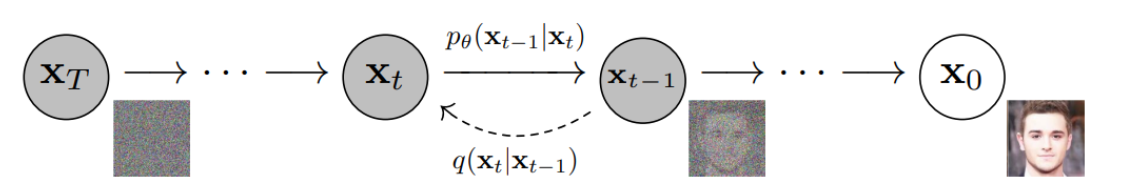 p_θ(x_{t−1}|x_t)
x_T ⟶ ⋯ ⟶ x_t ⟶ x_{t−1} ⟶ ⋯ ⟶ x_0
q(x_t|x_{t−1})